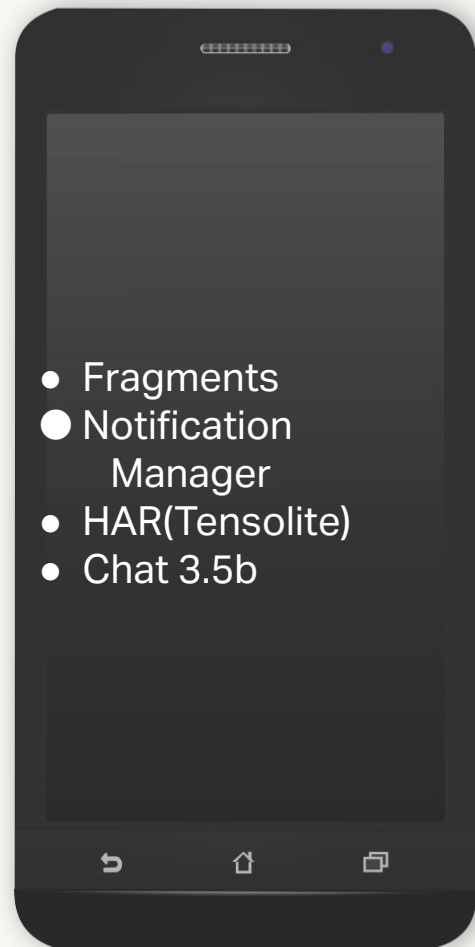 ● Fragments
● Notification
Manager
● HAR(Tensolite)
● Chat 3.5b